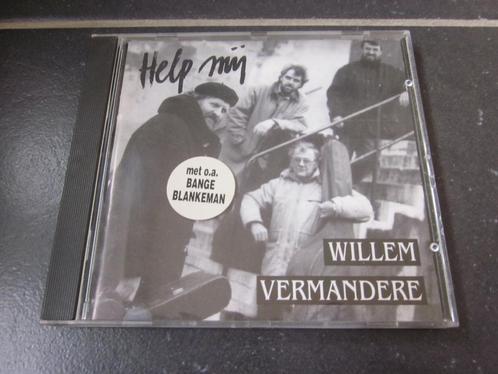 Help mij
met o.a.
BANGE
BLANKEMAN
WILLEM
VERMANDERE